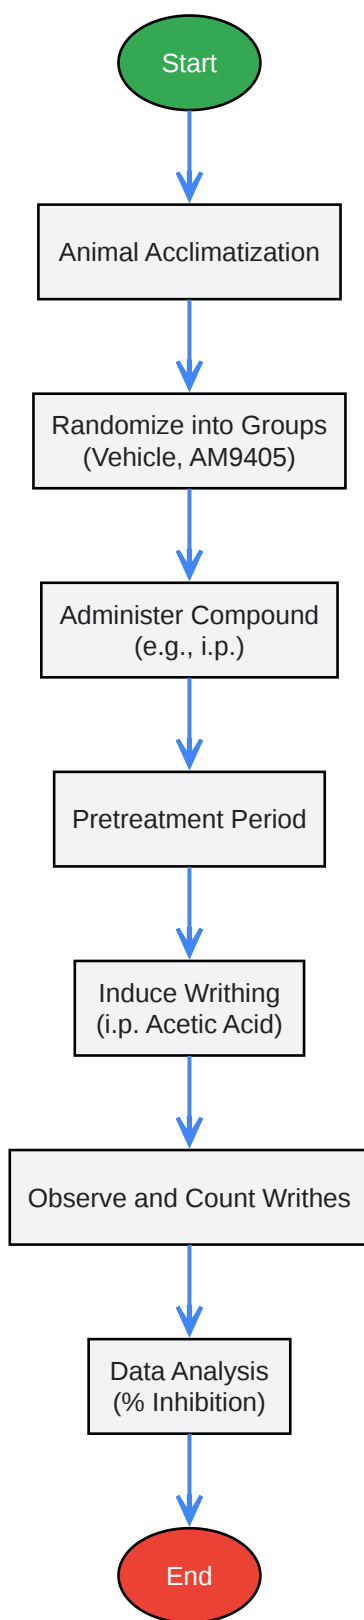 Start
Animal Acclimatization
Randomize into Groups
(Vehicle, AM9405)
Administer Compound
(e.g., i.p.)
Pretreatment Period
Induce Writhing
(i.p. Acetic Acid)
Observe and Count Writhes
Data Analysis
(% Inhibition)
End